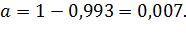 a = 1 − 0,993 = 0,007.